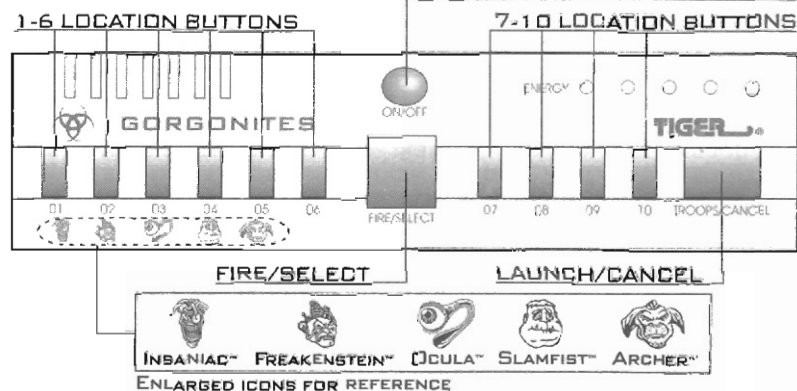 1-6 LOCATION BUTTONS 7-10 LOCATION BUTTONS
ENERGY
ON/OFF
GORGONITES TIGER®
01 02 03 04 05 06 FIRE/SELECT 07 08 09 10 TROOPS/CANCEL
FIRE/SELECT LAUNCH/CANCEL
INSANIAC™ FREAKENSTEIN™ OCULA™ SLAMFIST™ ARCHER™
ENLARGED ICONS FOR REFERENCE